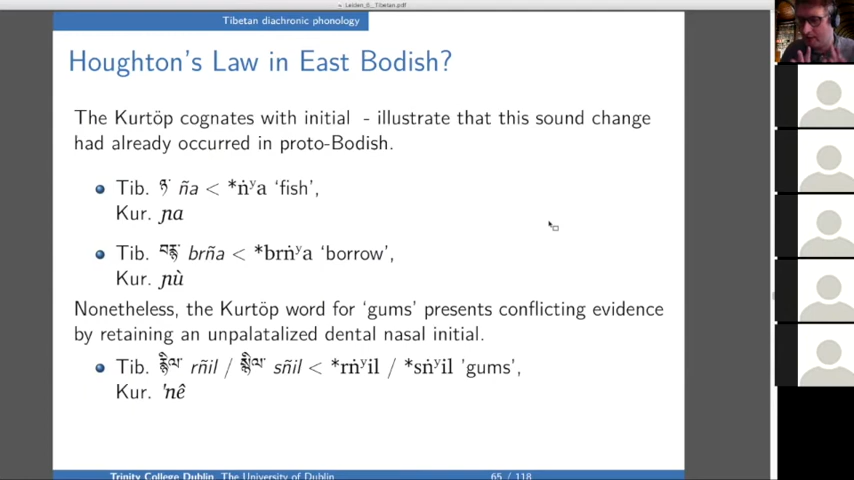 Leiden_6__Tibetan.pdf
Tibetan diachronic phonology
Houghton's Law in East Bodish?
The Kurtöp cognates with initial - illustrate that this sound change
had already occurred in proto-Bodish.
Tib. ཉ་ ña < *ṅʸa ‘fish’,
Kur. ɲa
Tib. བརྙ་ brña < *brṅʸa ‘borrow’,
Kur. ɲù
Nonetheless, the Kurtöp word for ‘gums’ presents conflicting evidence
by retaining an unpalatalized dental nasal initial.
Tib. རྙིལ་ rñil / སྙིལ་ sñil < *rṅʸil / *sṅʸil ‘gums’,
Kur. 'nê
Trinity College Dublin, The University of Dublin
65 / 118